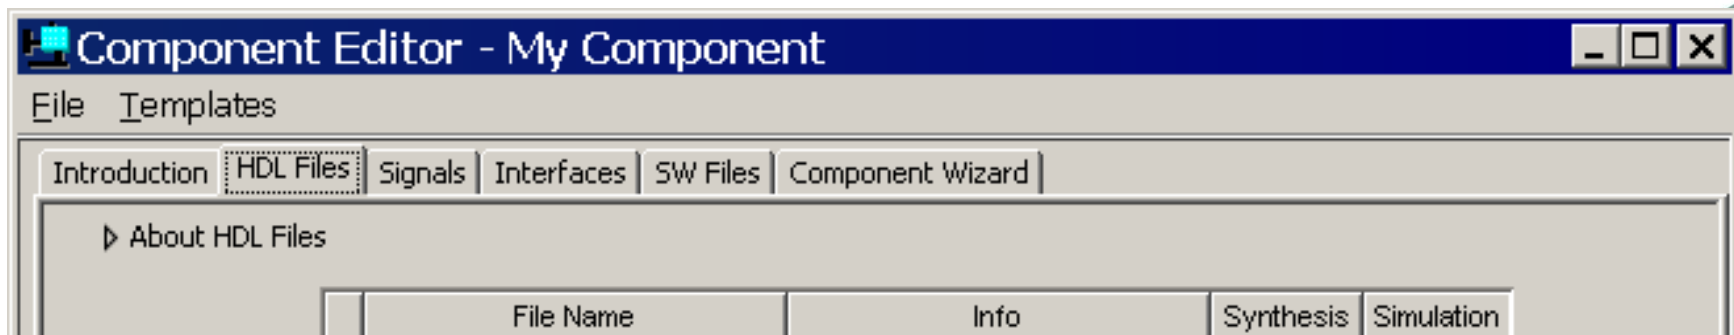 Component Editor - My Component
File Templates
Introduction HDL Files Signals Interfaces SW Files Component Wizard
About HDL Files
File Name Info Synthesis Simulation